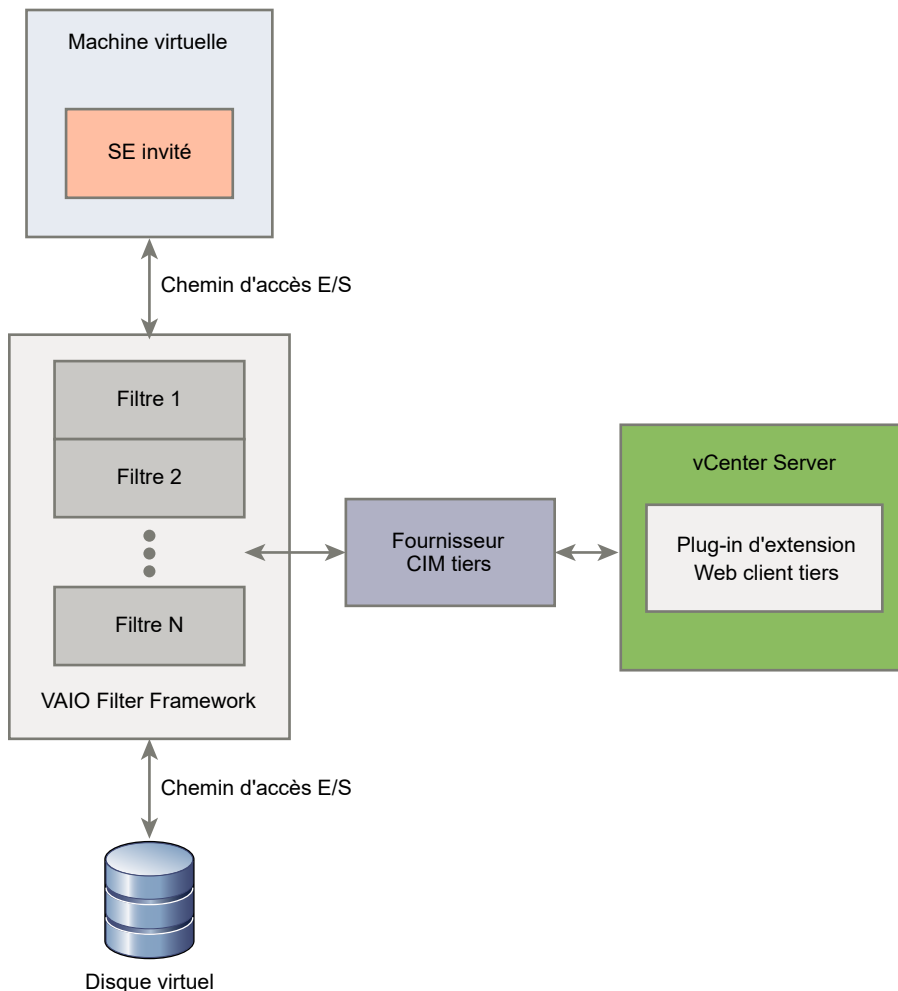 Machine virtuelle
SE invité
Chemin d'accès E/S
Filtre 1
Filtre 2
Filtre N
VAIO Filter Framework
Fournisseur
CIM tiers
vCenter Server
Plug-in d'extension
Web client tiers
Chemin d'accès E/S
Disque virtuel